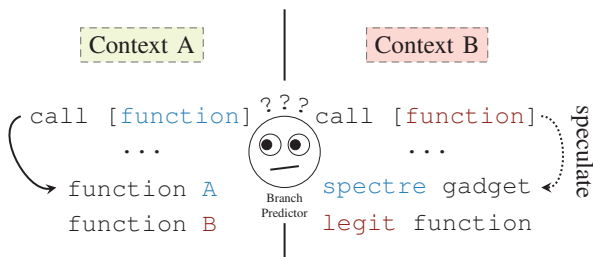 Context A
Context B
? ? ?
call [function]
call [function]
...
...
speculate
function A
spectre gadget
Branch
Predictor
function B
legit function